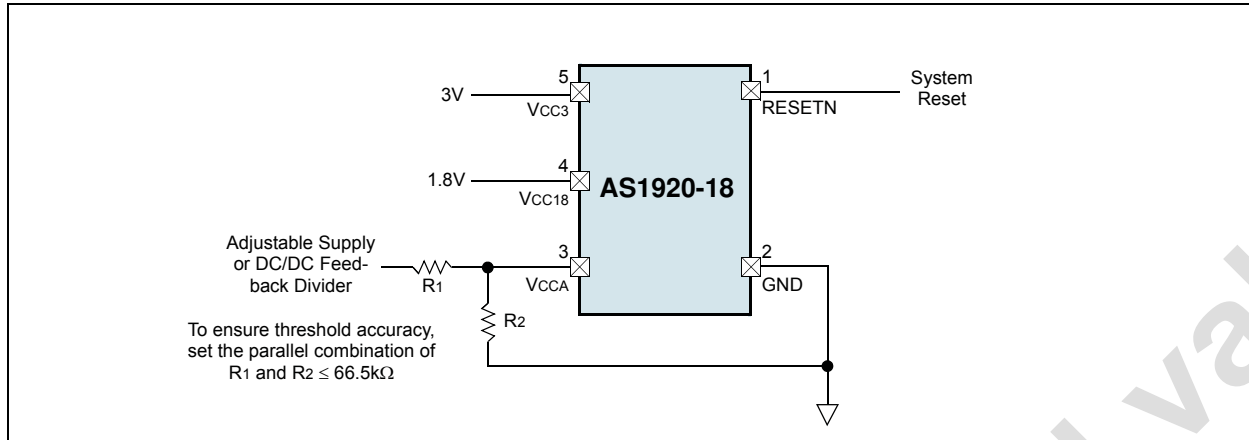 5
1
3V
VCC3
RESETN
System
Reset
4
1.8V
VCC18
AS1920-18
Adjustable Supply
or DC/DC Feed-
back Divider
R1
3
VCCA
2
GND
R2
To ensure threshold accuracy,
set the parallel combination of
R1 and R2 ≤ 66.5kΩ